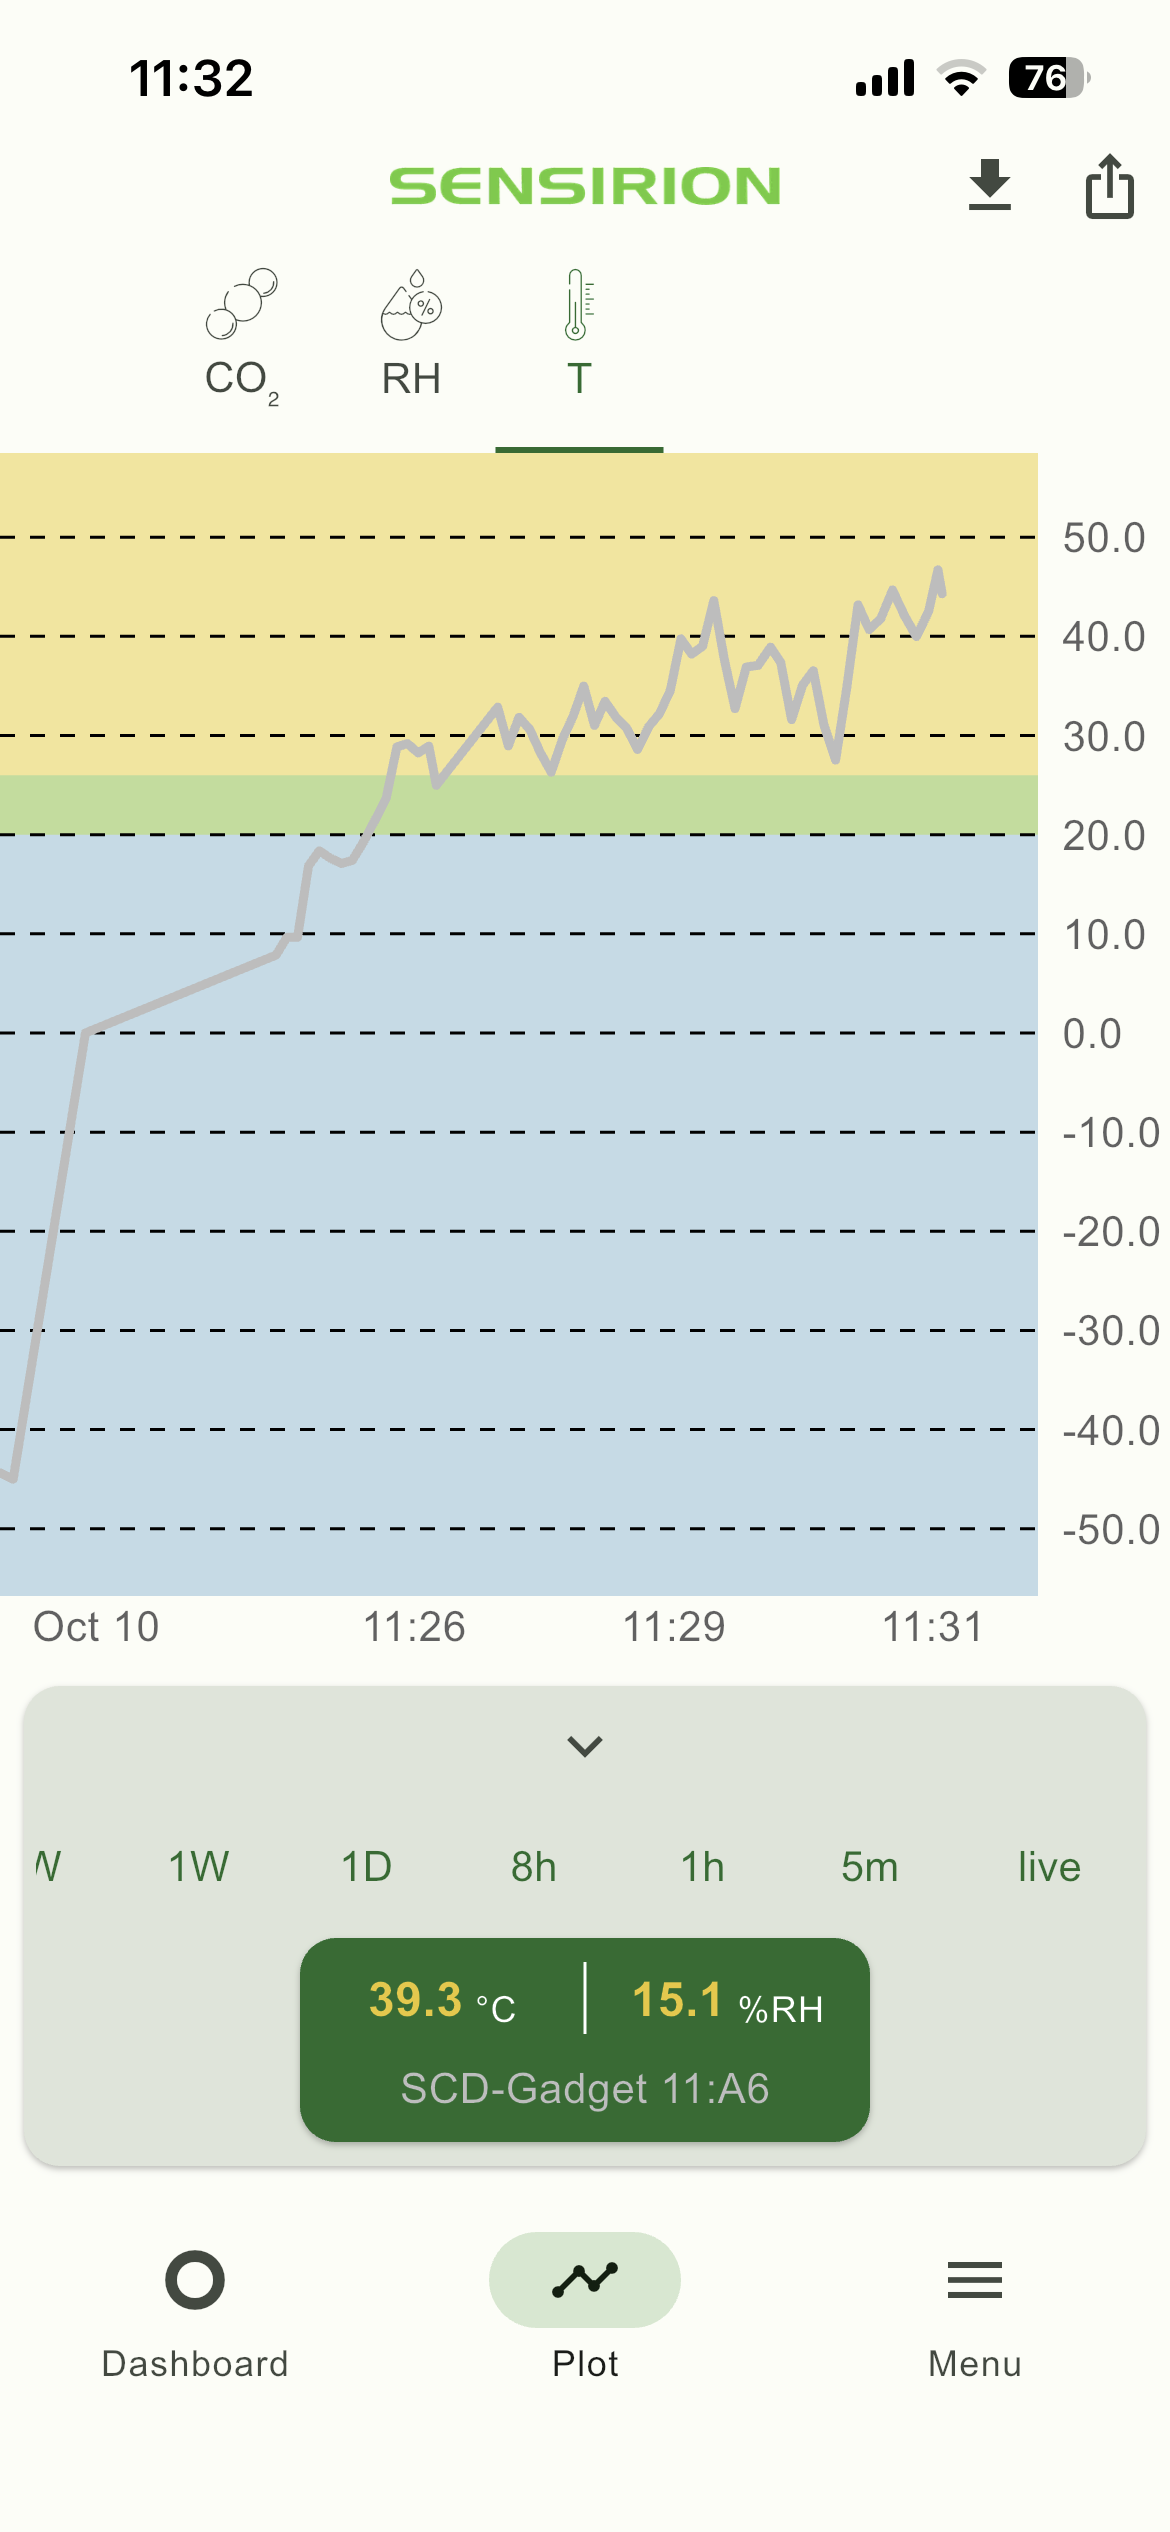 11:32
76
SENSIRION
CO₂
RH
T
50.0
40.0
30.0
20.0
10.0
0.0
-10.0
-20.0
-30.0
-40.0
-50.0
Oct 10 11:26 11:29 11:31
W 1W 1D 8h 1h 5m live
39.3 °C | 15.1 %RH
SCD-Gadget 11:A6
Dashboard Plot Menu